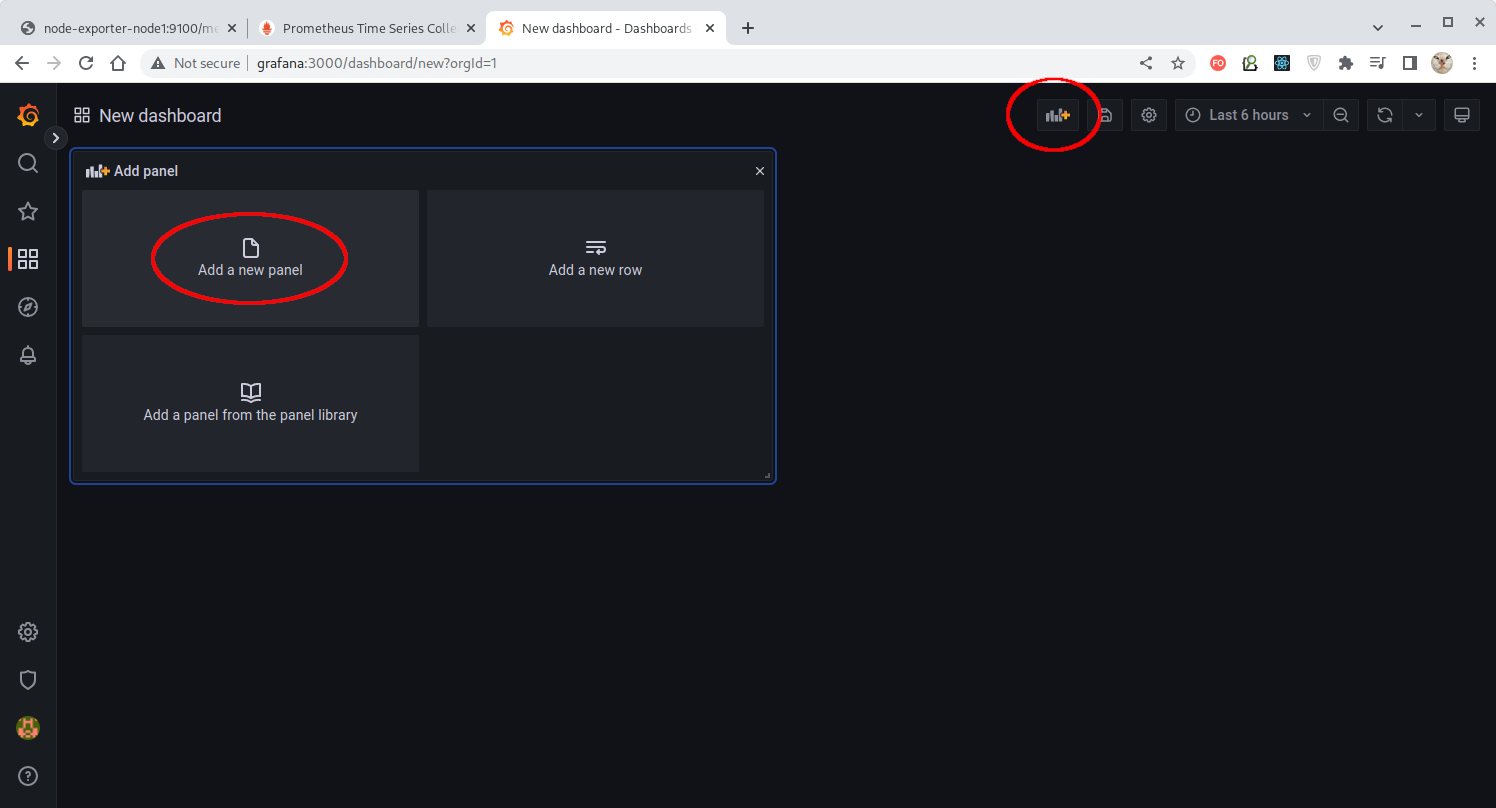 node-exporter-node1:9100/me
Prometheus Time Series Colle
New dashboard - Dashboards
Not secure
grafana:3000/dashboard/new?orgId=1
FO
New dashboard
Last 6 hours
Add panel
Add a new panel
Add a new row
Add a panel from the panel library